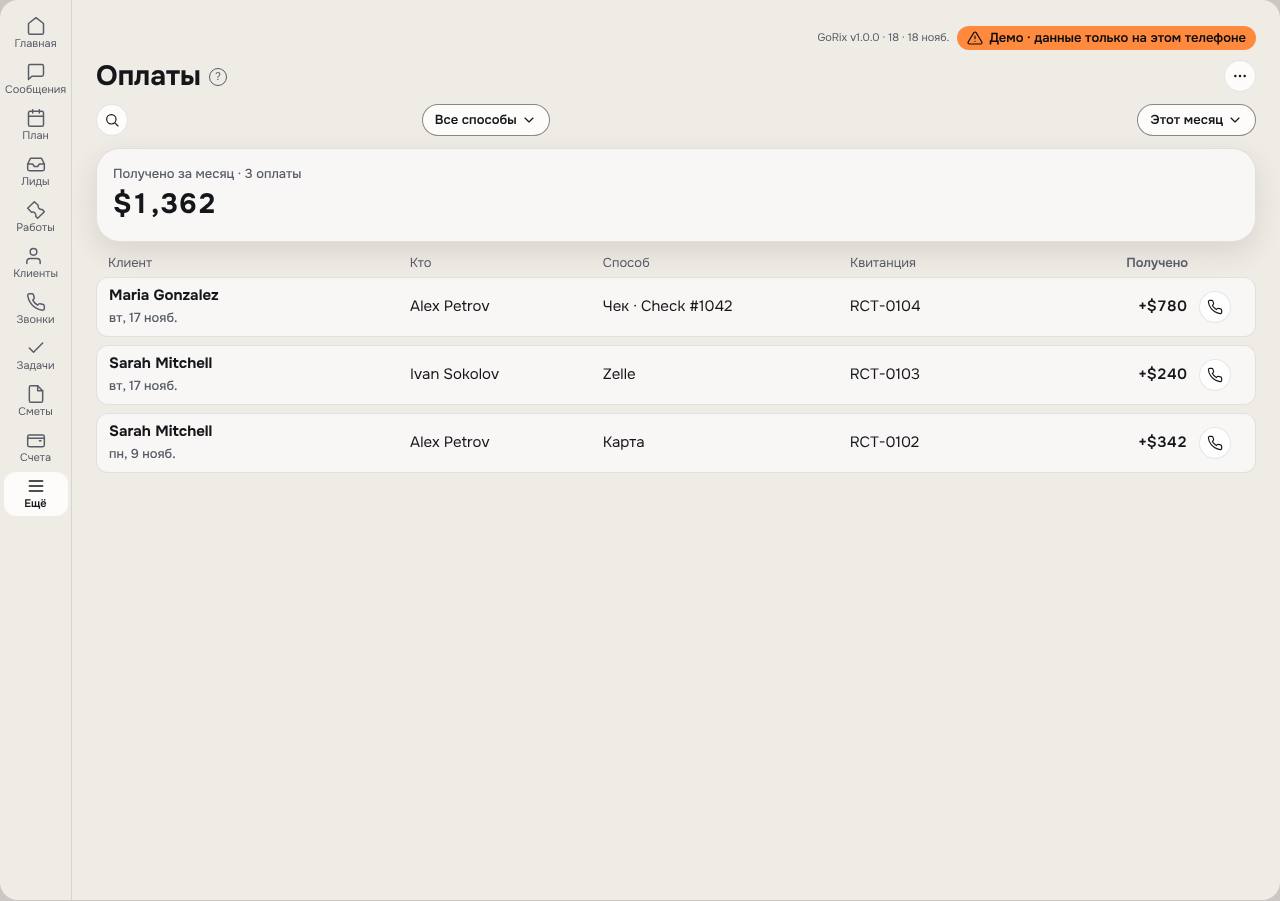 Главная
Сообщения
План
Лиды
Работы
Клиенты
Звонки
Задачи
Сметы
Счета
Ещё
GoRix v1.0.0 · 18 · 18 нояб.
Демо · данные только на этом телефоне
Оплаты ?
Все способы
Этот месяц
Получено за месяц · 3 оплаты
$1,362
Клиент Кто Способ Квитанция Получено
Maria Gonzalez
вт, 17 нояб.
Alex Petrov Чек · Check #1042 RCT-0104 +$780
Sarah Mitchell
вт, 17 нояб.
Ivan Sokolov Zelle RCT-0103 +$240
Sarah Mitchell
пн, 9 нояб.
Alex Petrov Карта RCT-0102 +$342